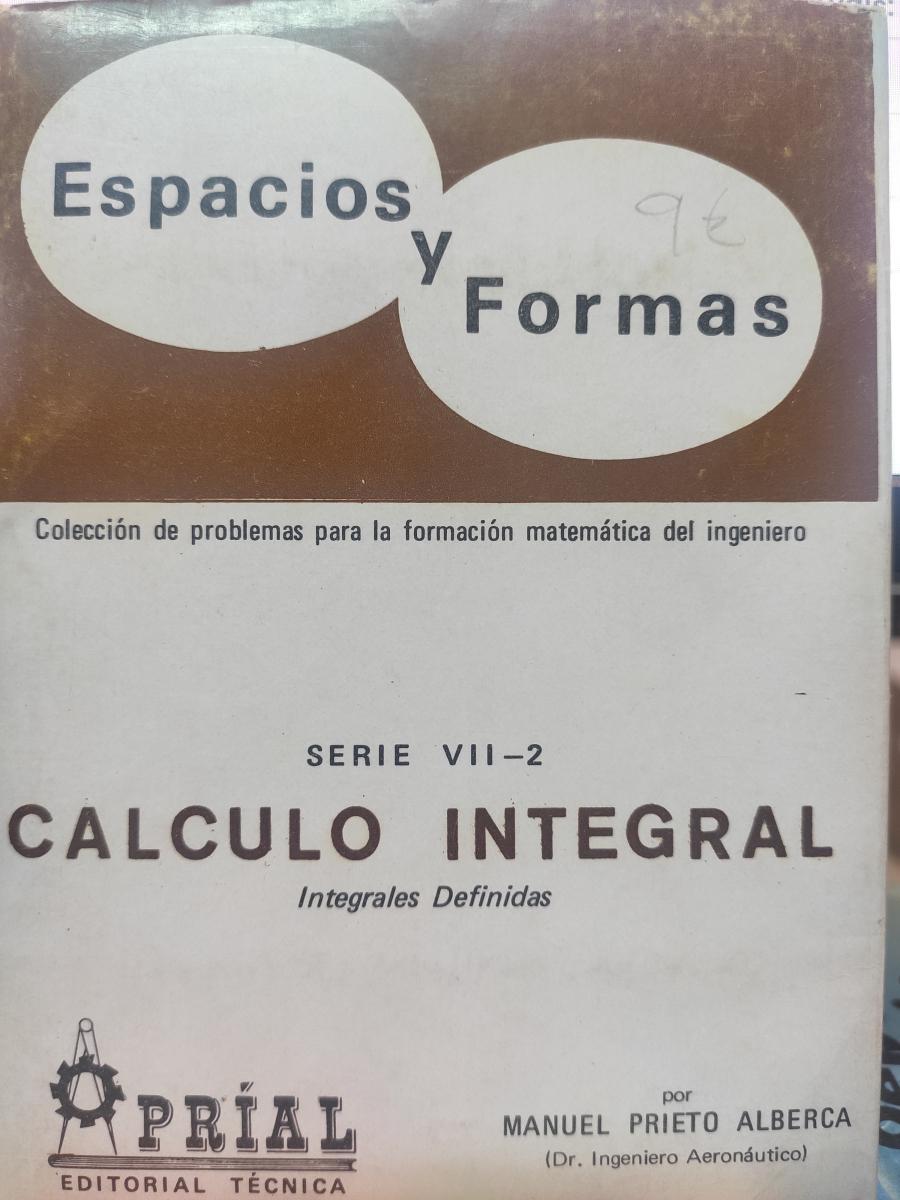 Espacios
y
Formas
9€
Colección de problemas para la formación matemática del ingeniero
SERIE VII-2
CALCULO INTEGRAL
Integrales Definidas
PRÍAL
EDITORIAL TÉCNICA
por
MANUEL PRIETO ALBERCA
(Dr. Ingeniero Aeronáutico)